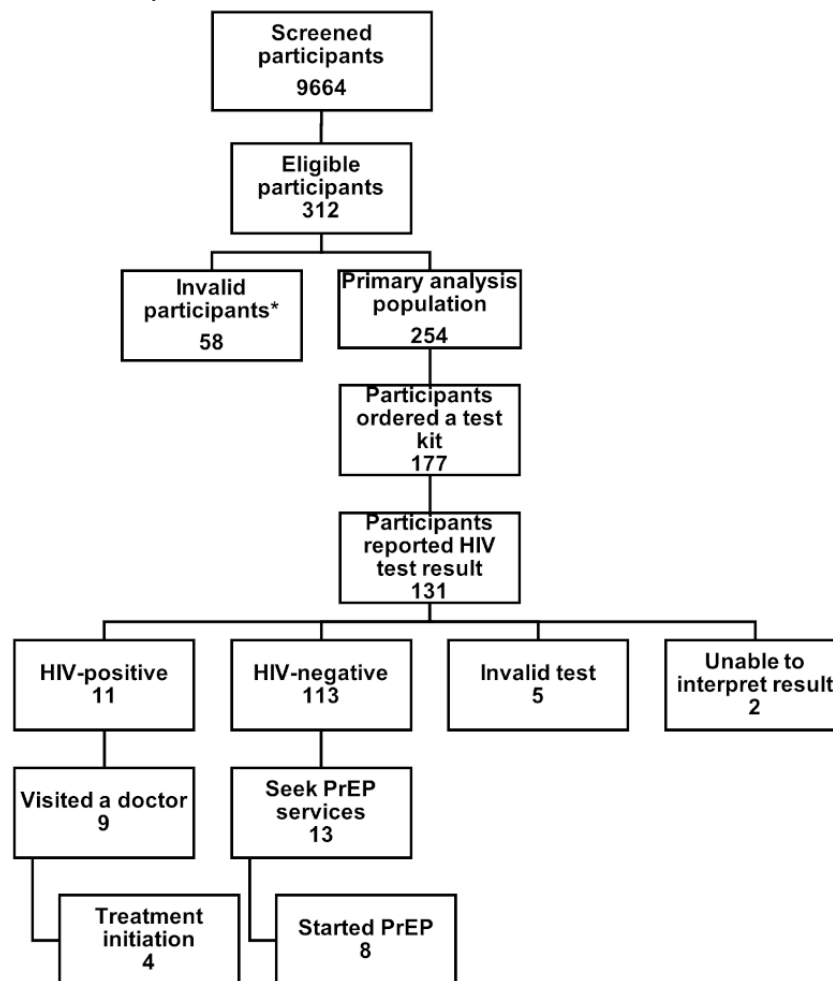 Screened
participants
9664
Eligible
participants
312
Invalid
participants*
58
Primary analysis
population
254
Participants
ordered a test
kit
177
Participants
reported HIV
test result
131
HIV-positive
11
HIV-negative
113
Invalid test
5
Unable to
interpret result
2
Visited a doctor
9
Seek PrEP
services
13
Treatment
initiation
4
Started PrEP
8